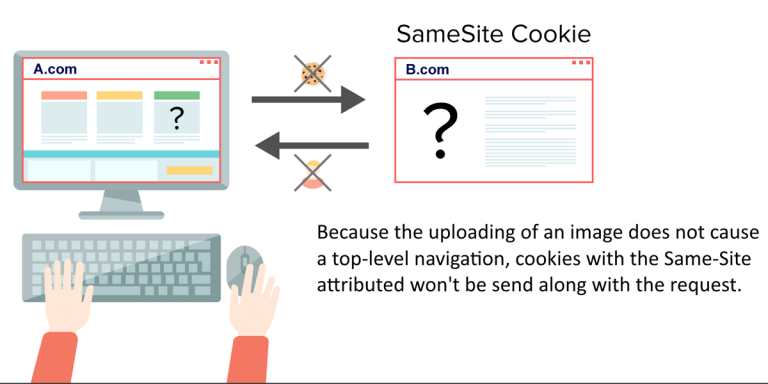 SameSite Cookie
A.com
B.com
?
?
Because the uploading of an image does not cause
a top-level navigation, cookies with the Same-Site
attributed won't be send along with the request.